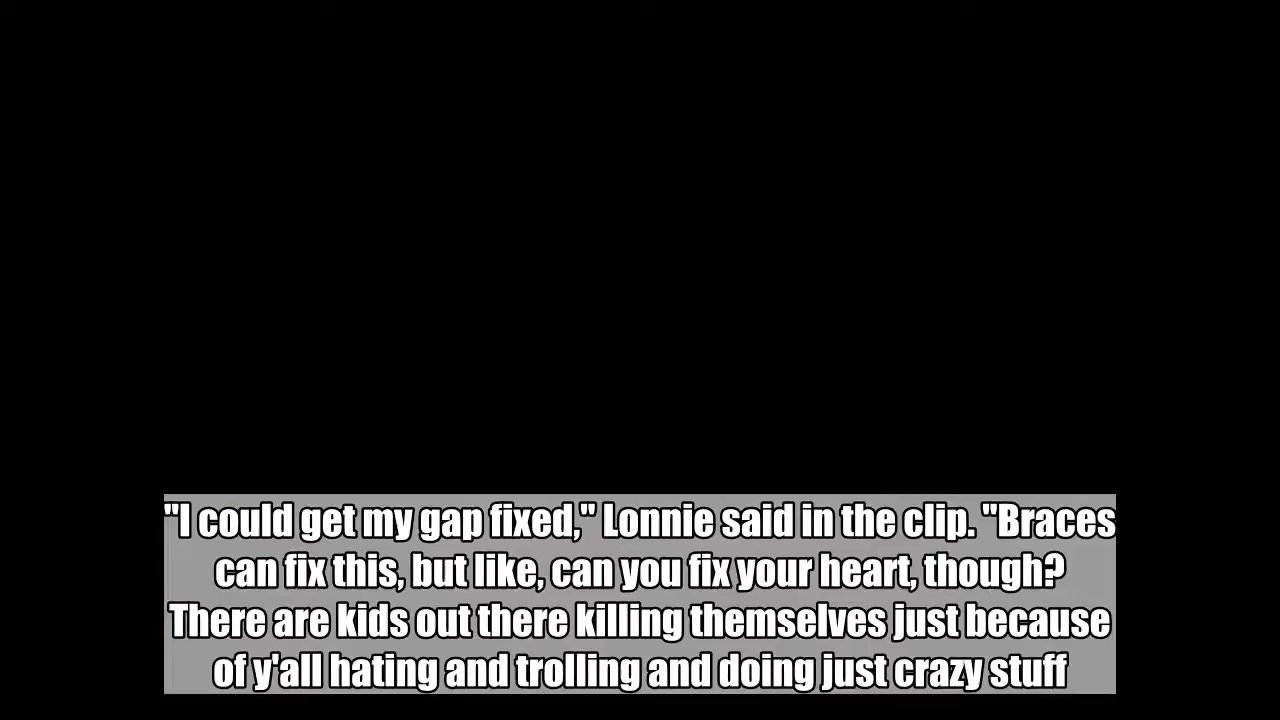 "I could get my gap fixed," Lonnie said in the clip. "Braces
can fix this, but like, can you fix your heart, though?
There are kids out there killing themselves just because
of y'all hating and trolling and doing just crazy stuff